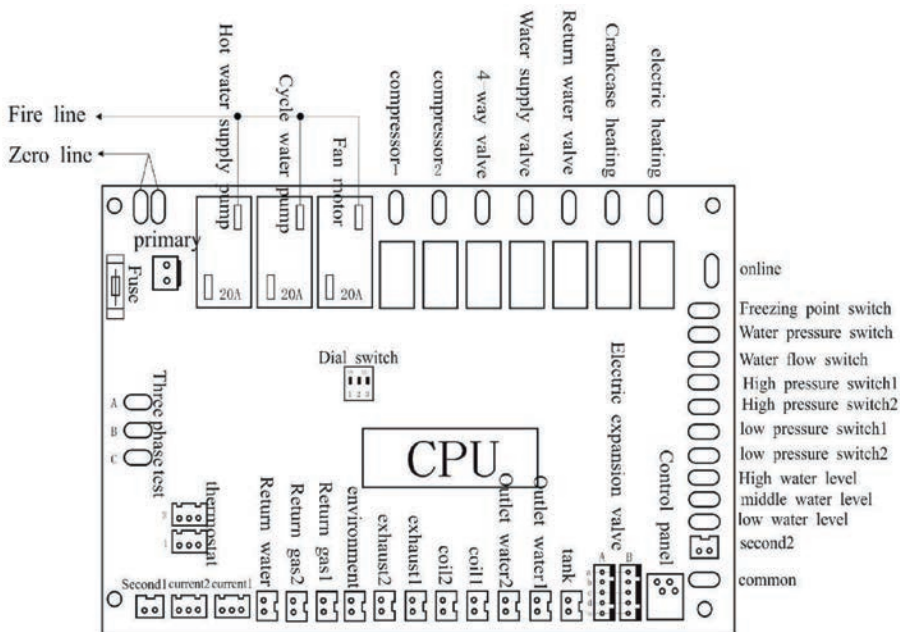 Hot water supply pump
Cycle water pump
Fan motor
compressor1
compressor2
4-way valve
Water supply valve
Return water valve
Crankcase heating
electric heating
Fire line
Zero line
primary
Fuse
20A
20A
20A
online
Freezing point switch
Water pressure switch
Water flow switch
High pressure switch1
High pressure switch2
low pressure switch1
low pressure switch2
High water level
middle water level
low water level
second2
common
Dial switch
1 2 3
Three phase test
A
B
C
CPU
thermostat
Return water
Return gas2
Return gas1
environment
exhaust2
exhaust1
coil2
coil1
Outlet water2
Outlet water1
tank
Electric expansion valve
A
B
Control panel
Second1
current2
current1